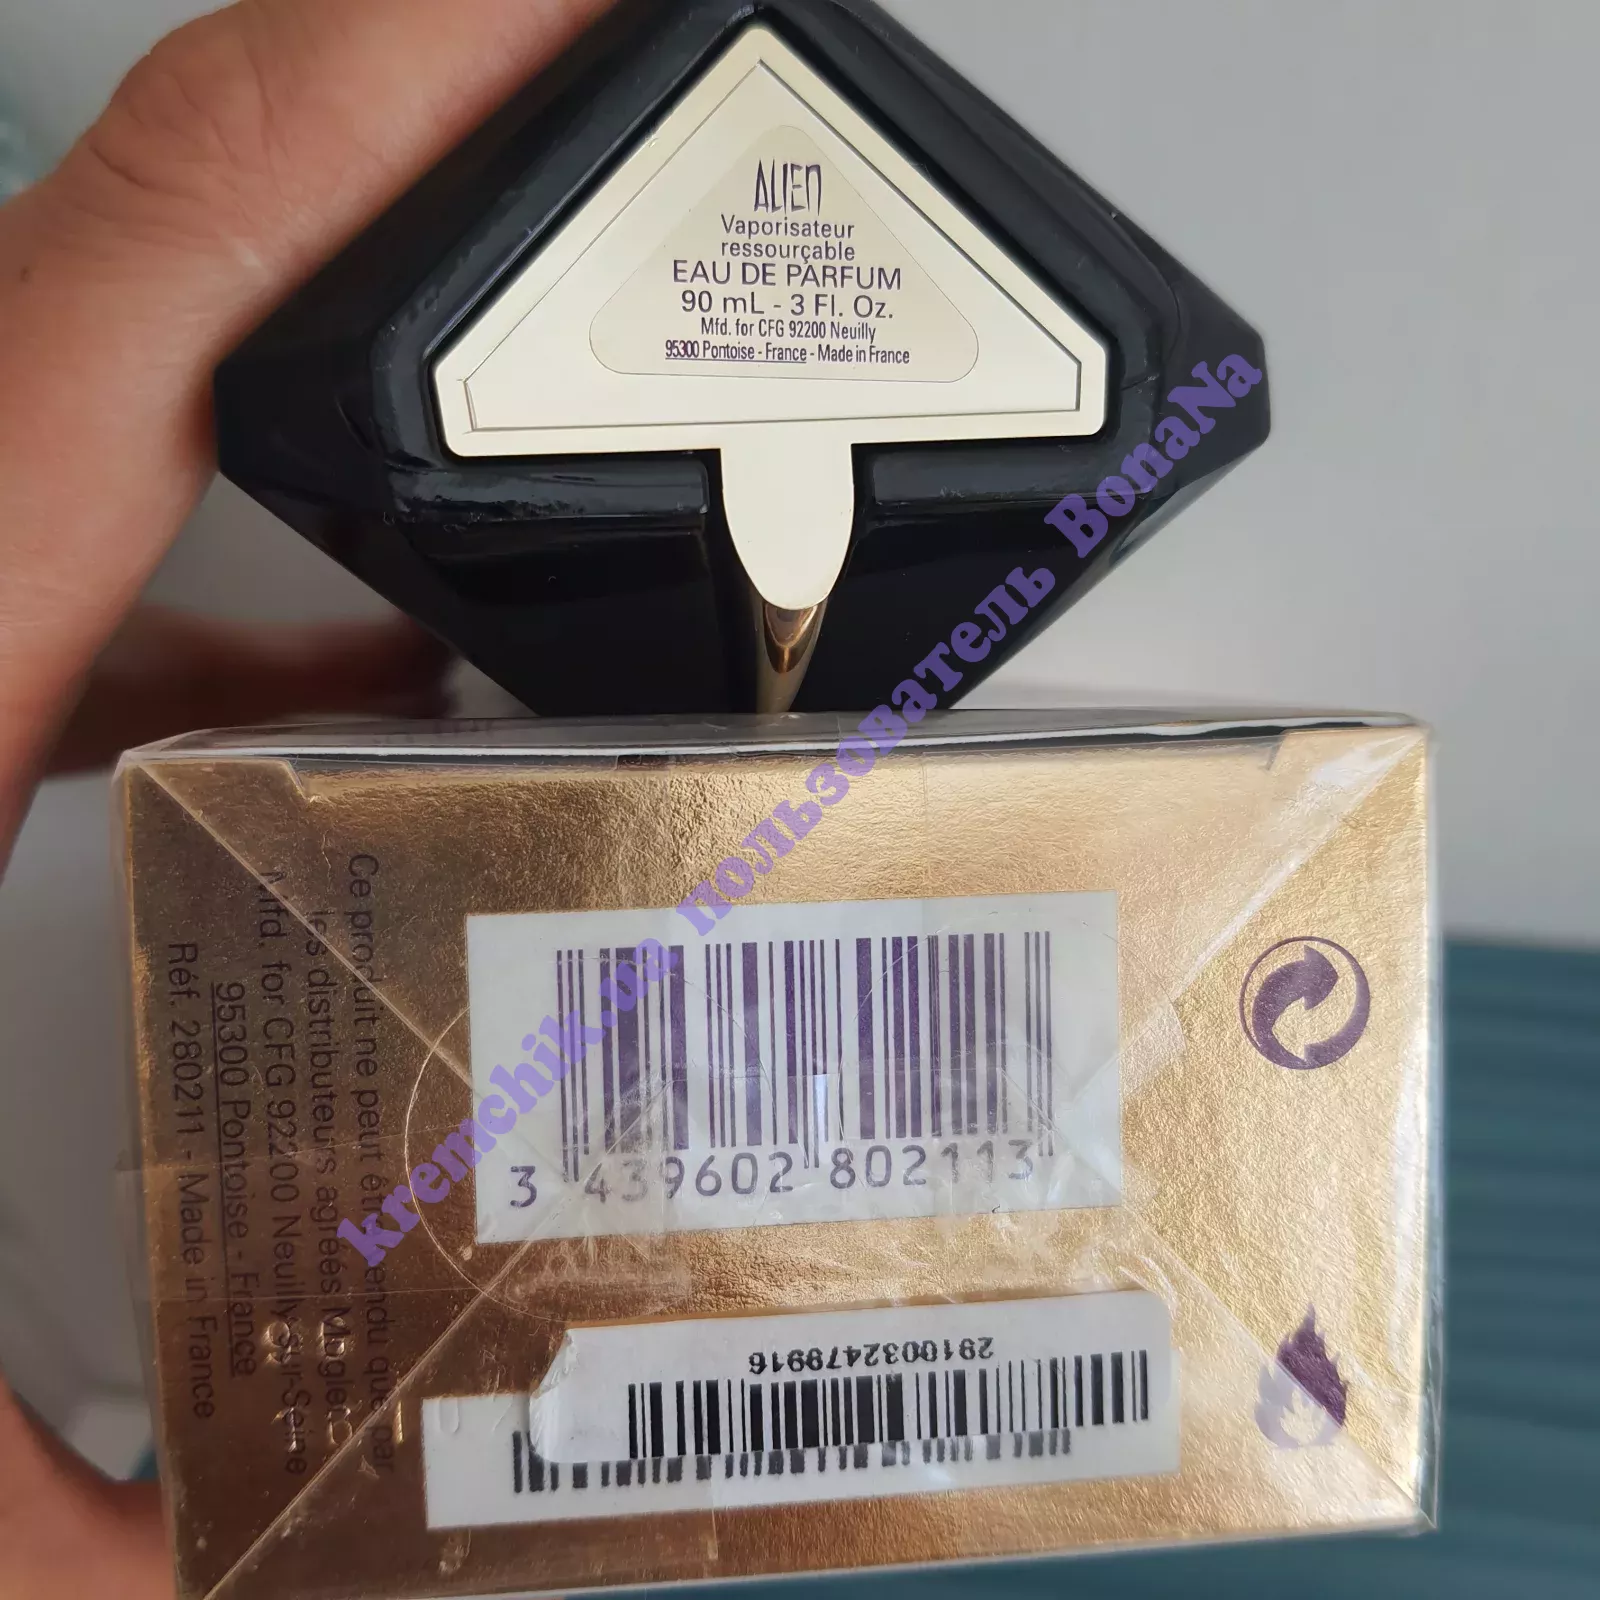 ALIEN
Vaporisateur
ressourçable
EAU DE PARFUM
90 mL - 3 Fl. Oz.
Mfd. for CFG 92200 Neuilly
95300 Pontoise - France - Made in France
kremchik.ua пользователь BonaNa
Ce produit ne peut être vendu que par
les distributeurs agréés Mugler.
Mfd. for CFG 92200 Neuilly-sur-Seine
95300 Pontoise - France
Réf. 280211 - Made in France
3 439602 802113
2910032479916